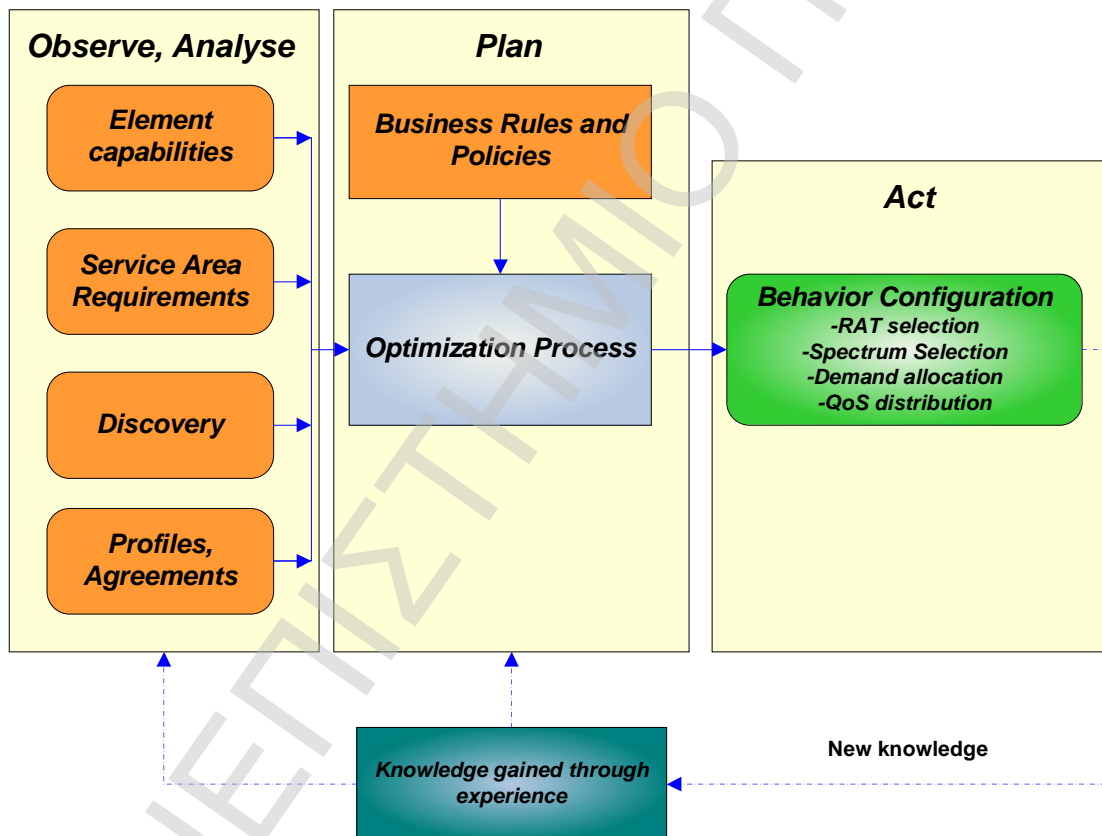 Observe, Analyse
Element
capabilities
Service Area
Requirements
Discovery
Profiles,
Agreements
Plan
Business Rules and
Policies
Optimization Process
Act
Behavior Configuration
-RAT selection
-Spectrum Selection
-Demand allocation
-QoS distribution
New knowledge
Knowledge gained through
experience
ΕΠΙΣΤΗΜΙΟ Π